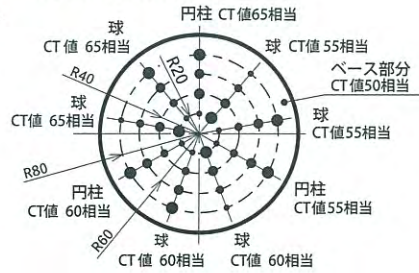 円柱 CT値65相当
球
CT値 65相当
球
CT値 55相当
ベース部分
CT値50相当
R20
R40
球
CT値 65相当
球
CT値55相当
R80
円柱
CT値 60相当
円柱
CT値55相当
R60
球
CT値 60相当
球
CT値 60相当